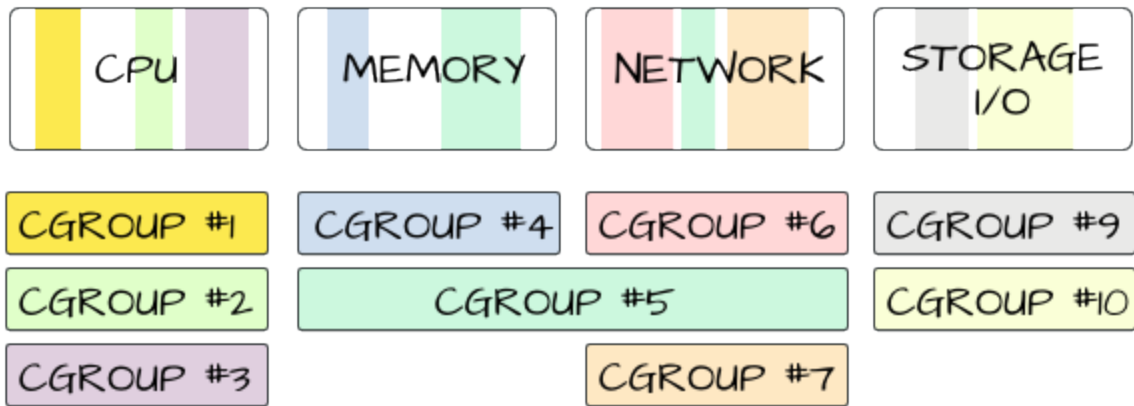 CPU
MEMORY
NETWORK
STORAGE
I/O
CGROUP #1
CGROUP #4
CGROUP #6
CGROUP #9
CGROUP #2
CGROUP #5
CGROUP #10
CGROUP #3
CGROUP #7